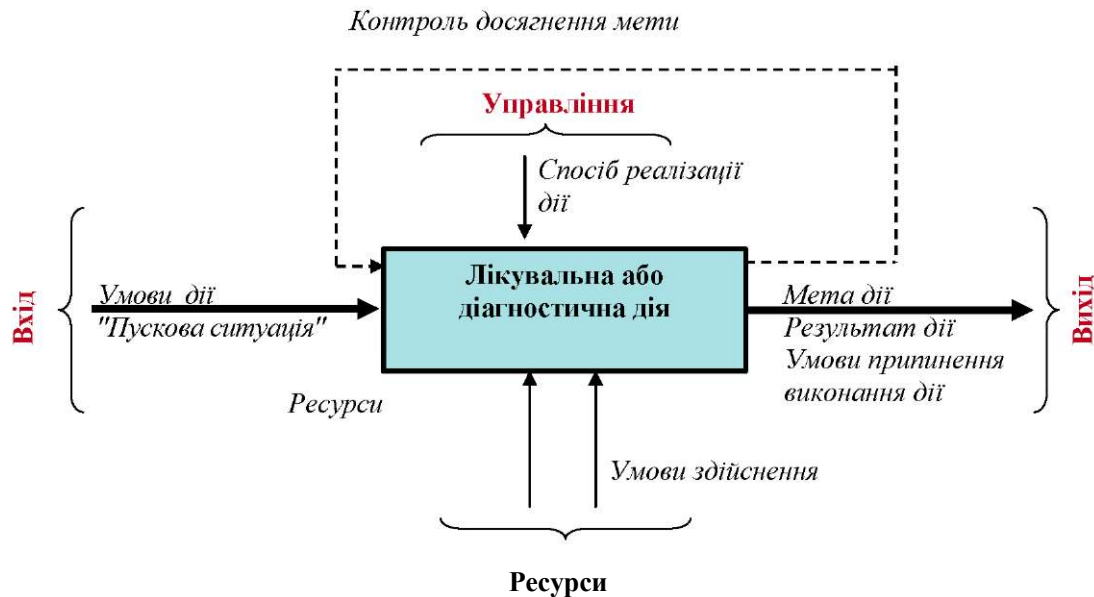 Контроль досягнення мети
Управління
Спосіб реалізації
дії
Вхід
Умови дії
"Пускова ситуація"
Лікувальна або
діагностична дія
Мета дії
Результат дії
Умови припинення
виконання дії
Вихід
Ресурси
Умови здійснення
Ресурси